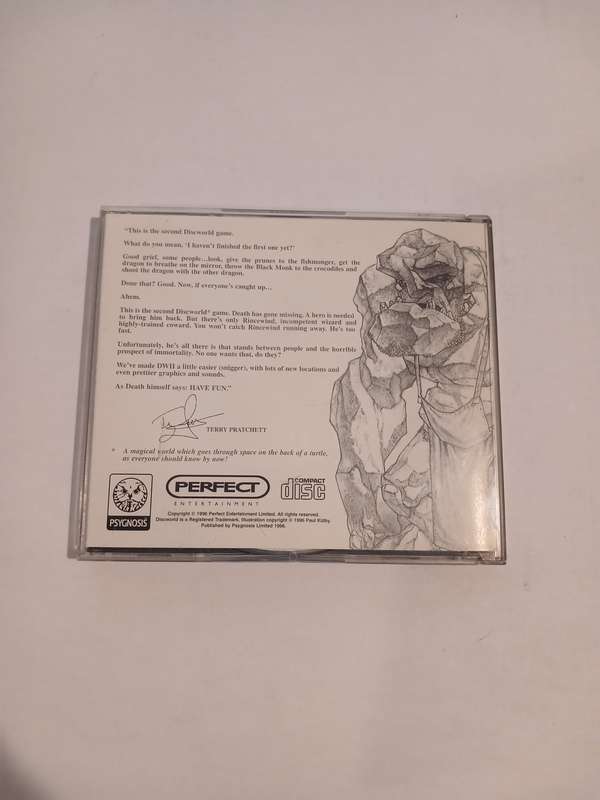 "This is the second Discworld game.
What do you mean, 'I haven't finished the first one yet?'
Good grief, some people...look, give the prunes to the fishmonger, get the
dragon to breathe on the mirror, throw the Black Monk to the crocodiles and
shoot the dragon with the other dragon.
Done that? Good. Now, if everyone's caught up...
Ahem.
This is the second Discworld* game. Death has gone missing. A hero is needed
to bring him back. But there's only Rincewind, incompetent wizard and
highly-trained coward. You won't catch Rincewind running away. He's too
fast.
Unfortunately, he's all there is that stands between people and the horrible
prospect of immortality. No one wants that, do they?
We've made DWII a little easier (snigger), with lots of new locations and
even prettier graphics and sounds.
As Death himself says: HAVE FUN."
TERRY PRATCHETT
* A magical world which goes through space on the back of a turtle,
as everyone should know by now!
PSYGNOSIS
PERFECT
ENTERTAINMENT
COMPACT
disc
Copyright © 1996 Perfect Entertainment Limited. All rights reserved.
Discworld is a Registered Trademark. Illustration copyright © 1996 Paul Kidby.
Published by Psygnosis Limited 1996.